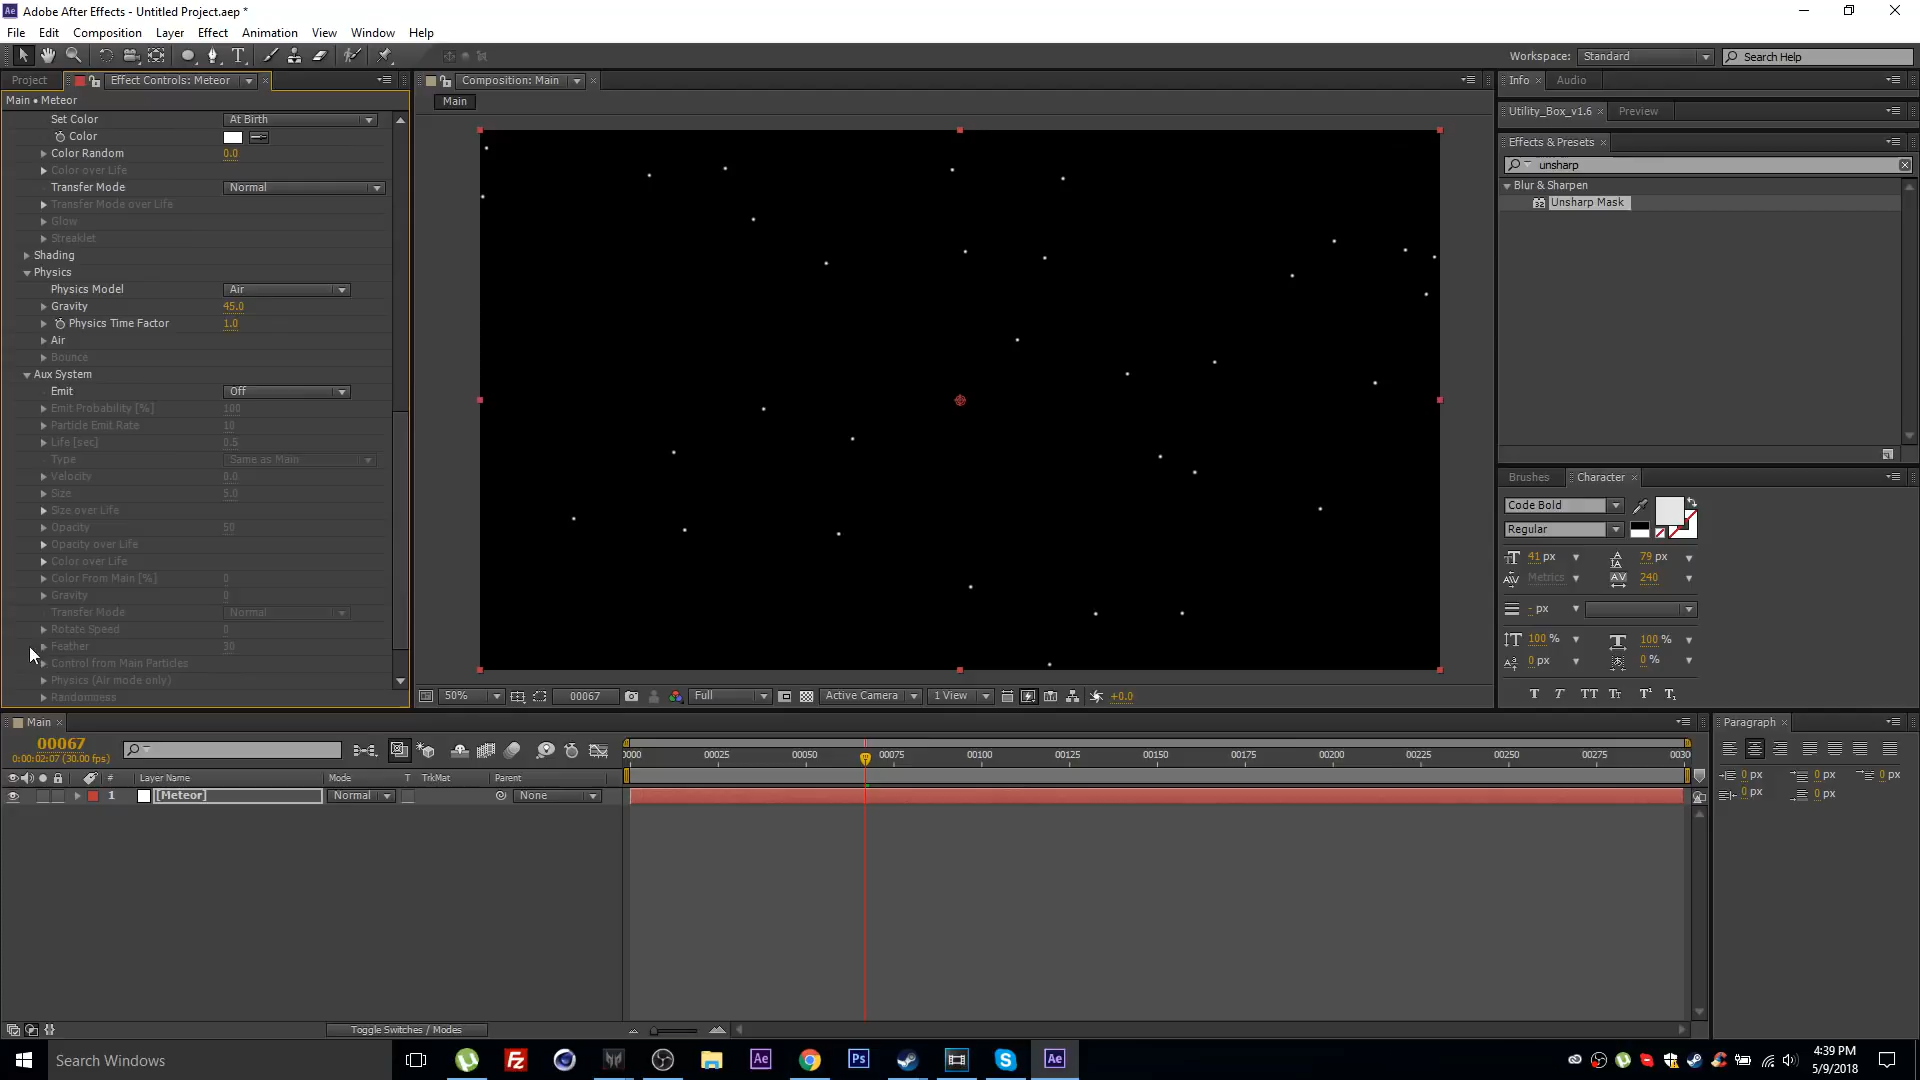 Ae Adobe After Effects - Untitled Project.aep *
File Edit Composition Layer Effect Animation View Window Help
Workspace: Standard Search Help
Project Effect Controls: Meteor
Main • Meteor
Set Color At Birth
Color
Color Random 0.0
Color over Life
Transfer Mode Normal
Transfer Mode over Life
Glow
Streaklet
Shading
Physics
Physics Model Air
Gravity 45.0
Physics Time Factor 1.0
Air
Bounce
Aux System
Emit Off
Emit Probability [%] 100
Particle Emit Rate 10
Life [sec] 0.5
Type Same as Main
Velocity 0.0
Size 5.0
Size over Life
Opacity 50
Opacity over Life
Color over Life
Color From Main [%] 0
Gravity 0
Transfer Mode Normal
Rotate Speed 0
Feather 30
Control from Main Particles
Physics (Air mode only)
Randomness
Composition: Main
Main
50% 00067 Full Active Camera 1 View +0.0
Info Audio
Utility_Box_v1.6 Preview
Effects & Presets
unsharp
Blur & Sharpen
32 Unsharp Mask
Brushes Character
Code Bold
Regular
41 px 79 px
Metrics 240
- px
100 % 100 %
0 px 0 %
T T TT Tt T¹ T₁
Main
00067
0:00:02:07 (30.00 fps)
0000 00025 00050 00075 00100 00125 00150 00175 00200 00225 00250 00275 0030
# Layer Name Mode T TrkMat Parent
1 [Meteor] Normal None
Toggle Switches / Modes
Paragraph
0 px 0 px 0 px
0 px 0 px
Search Windows
Ae Ps Ae
4:39 PM
5/9/2018